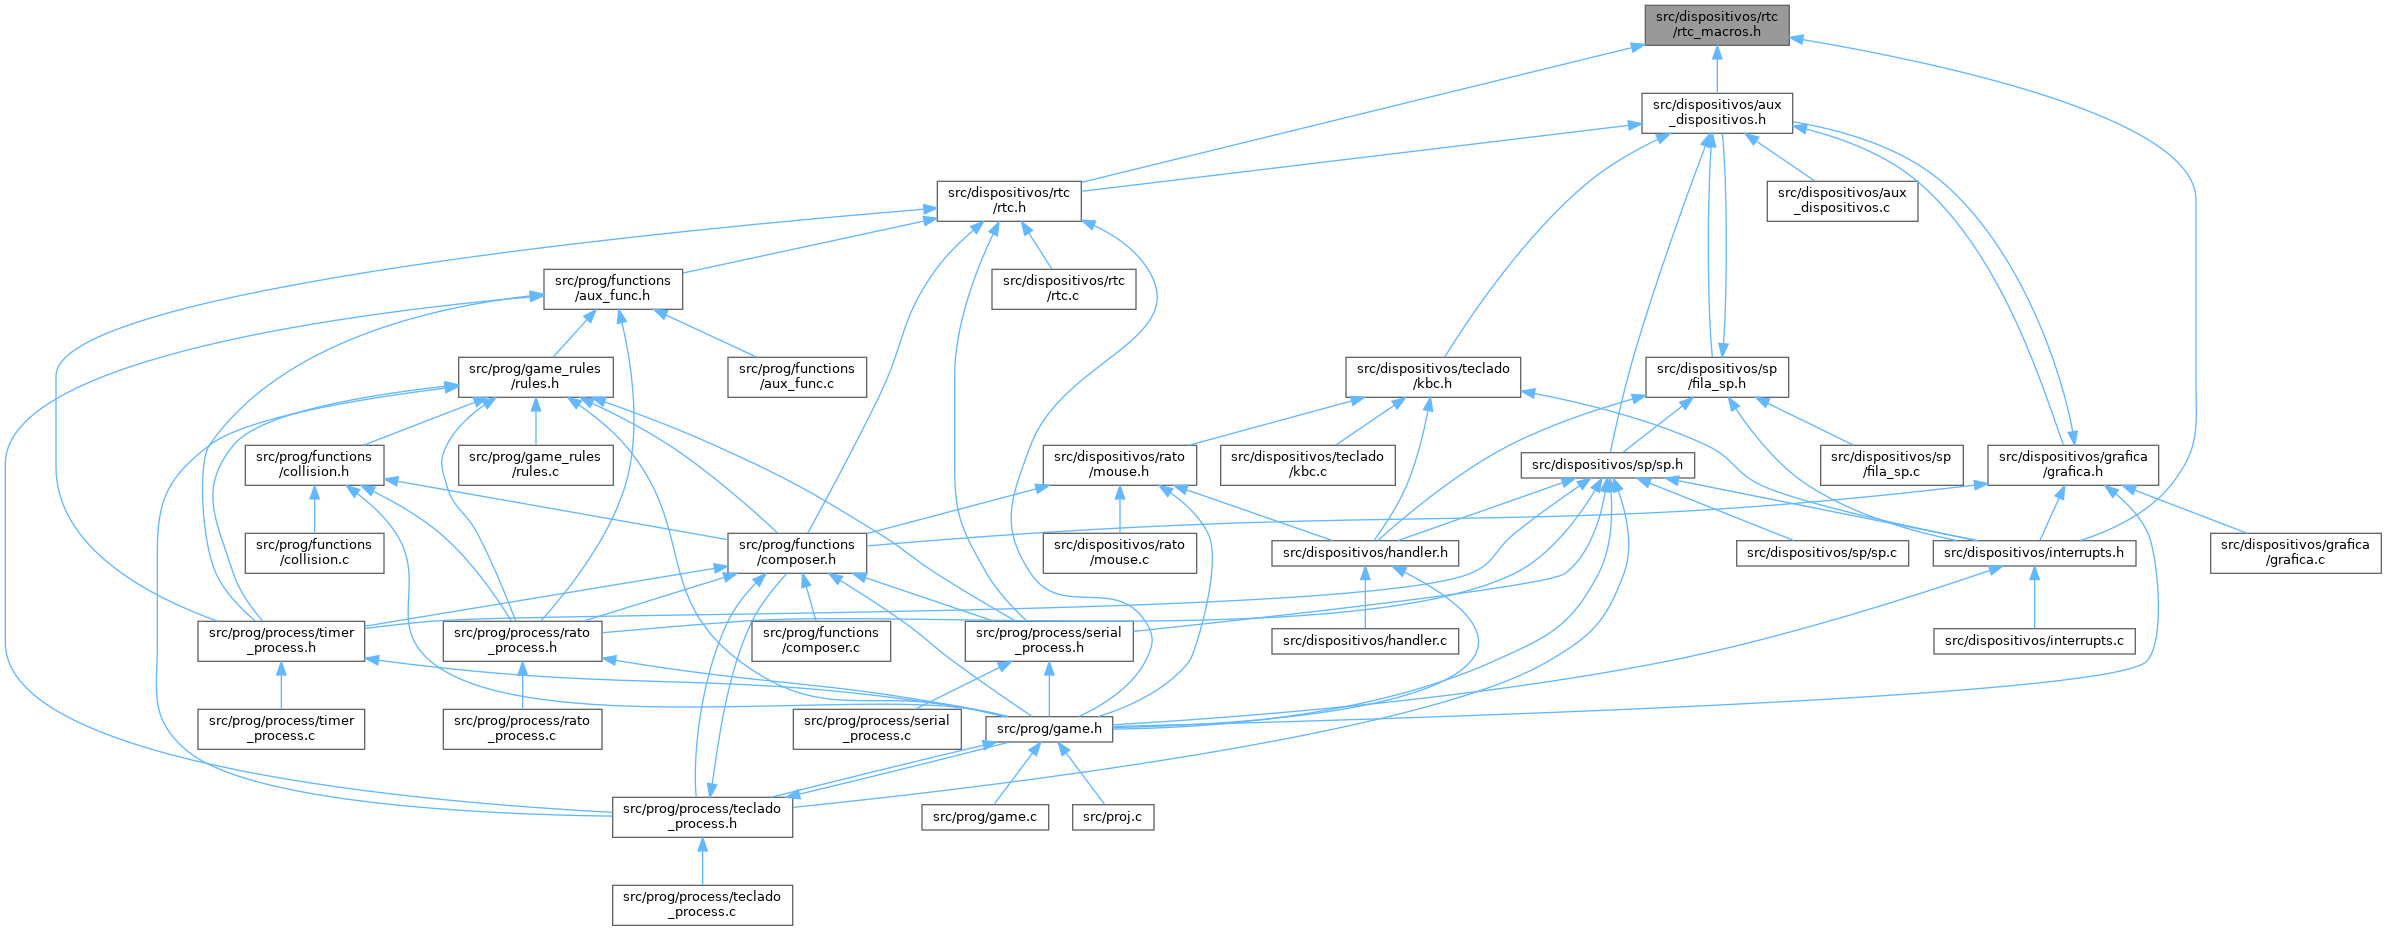 src/dispositivos/rtc
/rtc_macros.h
src/dispositivos/aux
_dispositivos.h
src/dispositivos/rtc
/rtc.h
src/dispositivos/aux
_dispositivos.c
src/prog/functions
/aux_func.h
src/dispositivos/rtc
/rtc.c
src/prog/game_rules
/rules.h
src/prog/functions
/aux_func.c
src/dispositivos/teclado
/kbc.h
src/dispositivos/sp
/fila_sp.h
src/prog/functions
/collision.h
src/prog/game_rules
/rules.c
src/dispositivos/rato
/mouse.h
src/dispositivos/teclado
/kbc.c
src/dispositivos/sp/sp.h
src/dispositivos/sp
/fila_sp.c
src/dispositivos/grafica
/grafica.h
src/prog/functions
/collision.c
src/prog/functions
/composer.h
src/dispositivos/rato
/mouse.c
src/dispositivos/handler.h
src/dispositivos/sp/sp.c
src/dispositivos/interrupts.h
src/dispositivos/grafica
/grafica.c
src/prog/process/timer
_process.h
src/prog/process/rato
_process.h
src/prog/functions
/composer.c
src/prog/process/serial
_process.h
src/dispositivos/handler.c
src/dispositivos/interrupts.c
src/prog/process/timer
_process.c
src/prog/process/rato
_process.c
src/prog/process/serial
_process.c
src/prog/game.h
src/prog/process/teclado
_process.h
src/prog/game.c
src/proj.c
src/prog/process/teclado
_process.c